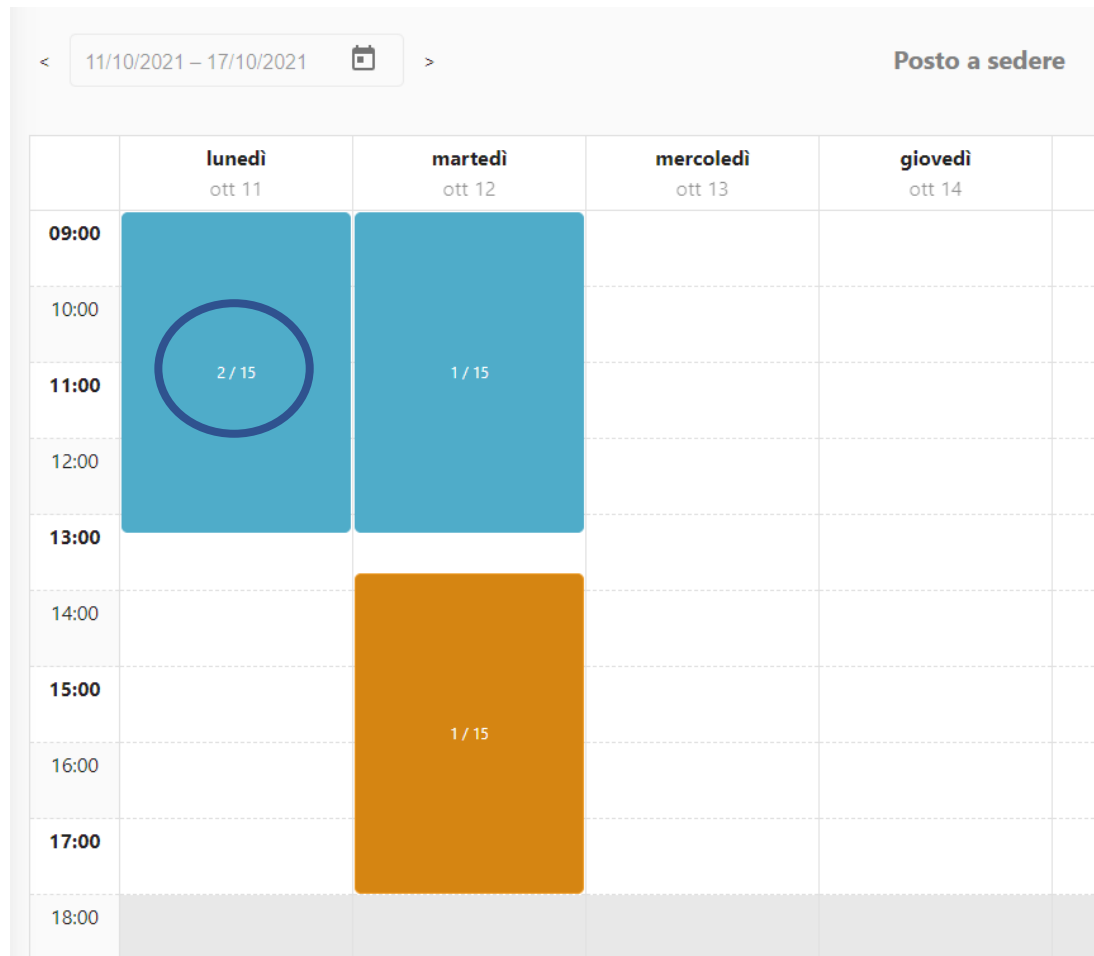 < 11/10/2021 – 17/10/2021 > Posto a sedere
lunedì martedì mercoledì giovedì
ott 11 ott 12 ott 13 ott 14
09:00
10:00
2 / 15 1 / 15
11:00
12:00
13:00
14:00
15:00
1 / 15
16:00
17:00
18:00